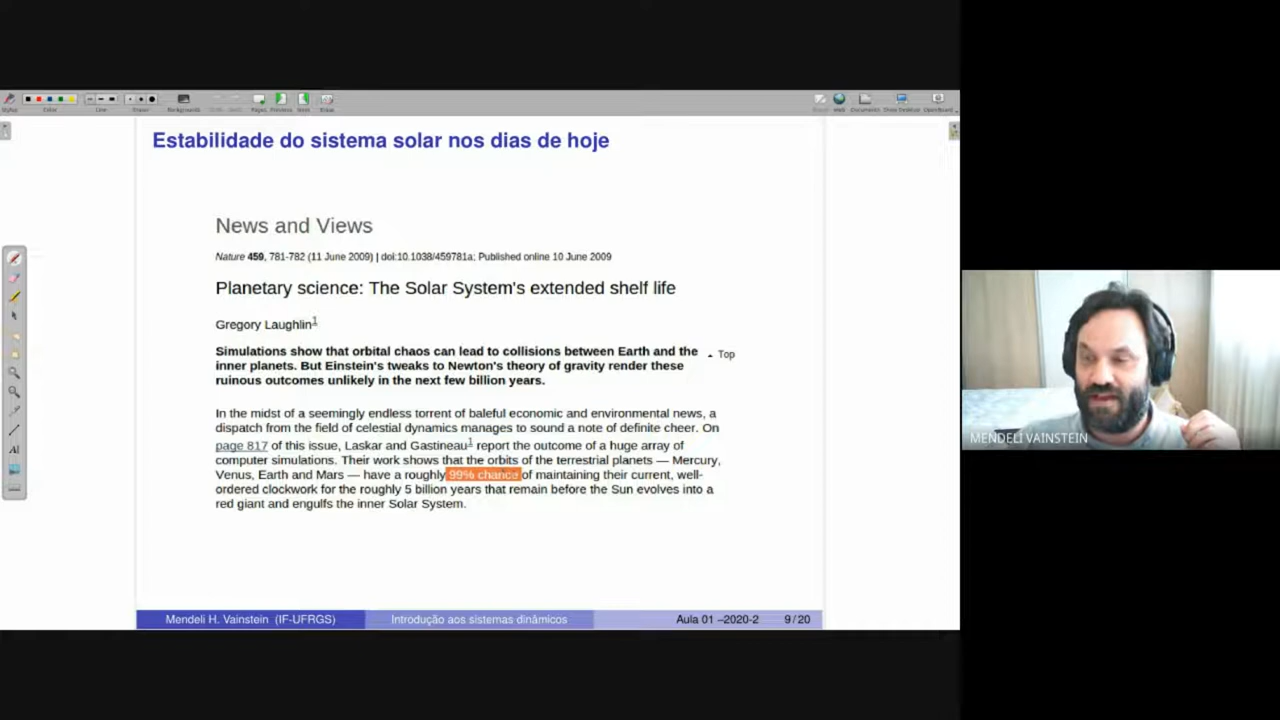 Estabilidade do sistema solar nos dias de hoje
News and Views
Nature 459, 781-782 (11 June 2009) | doi:10.1038/459781a; Published online 10 June 2009
Planetary science: The Solar System's extended shelf life
Gregory Laughlin1
Simulations show that orbital chaos can lead to collisions between Earth and the
Top
inner planets. But Einstein's tweaks to Newton's theory of gravity render these
ruinous outcomes unlikely in the next few billion years.
In the midst of a seemingly endless torrent of baleful economic and environmental news, a
dispatch from the field of celestial dynamics manages to sound a note of definite cheer. On
page 817 of this issue, Laskar and Gastineau1 report the outcome of a huge array of
computer simulations. Their work shows that the orbits of the terrestrial planets — Mercury,
Venus, Earth and Mars — have a roughly 99% chance of maintaining their current, well-
ordered clockwork for the roughly 5 billion years that remain before the Sun evolves into a
red giant and engulfs the inner Solar System.
MENDELI VAINSTEIN
Mendeli H. Vainstein (IF-UFRGS) Introdução aos sistemas dinâmicos Aula 01 –2020-2 9/20